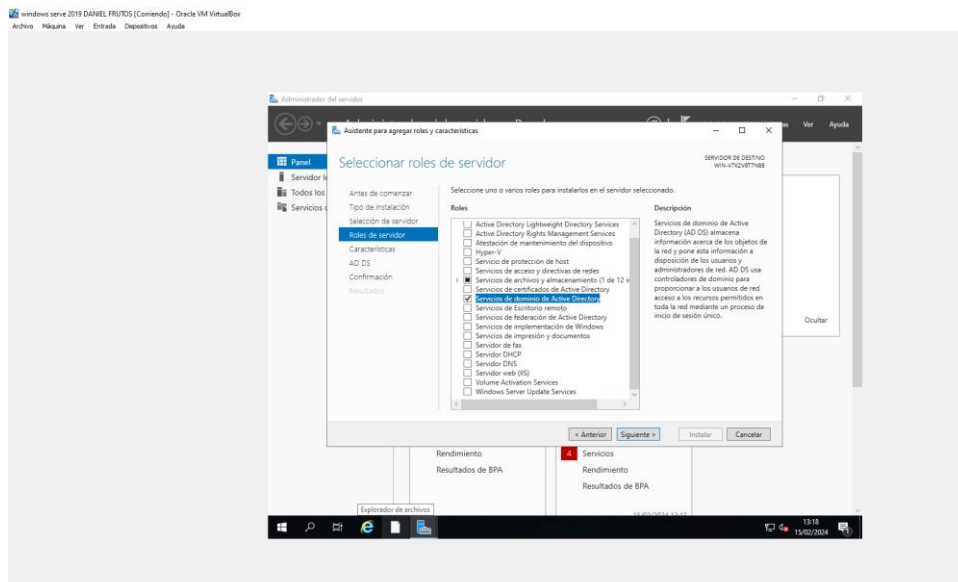 windows serve 2019 DANIEL FRUTOS [Corriendo] - Oracle VM VirtualBox
Archivo Máquina Ver Entrada Dispositivos Ayuda
Administrador del servidor
Ver Ayuda
Asistente para agregar roles y características
Panel
Servidor
Todos los
Servicios
Seleccionar roles de servidor
SERVIDOR DE DESTINO
Antes de comenzar
Tipo de instalación
Selección de servidor
Roles de servidor
Características
AD DS
Confirmación
Resultados
Seleccione uno o varios roles para instalarlos en el servidor seleccionado.
Roles
Active Directory Lightweight Directory Services
Active Directory Rights Management Services
Atestación de mantenimiento del dispositivo
Hyper-V
Servicio de protección de host
Servicios de acceso y directivas de redes
Servicios de archivos y almacenamiento (1 de 12 
Servicios de certificados de Active Directory
Servicios de dominio de Active Directory
Servicios de Escritorio remoto
Servicios de federación de Active Directory
Servicios de implementación de Windows
Servicios de impresión y documentos
Servidor de fax
Servidor DHCP
Servidor DNS
Servidor web (IIS)
Volume Activation Services
Windows Server Update Services
Descripción
Servicios de dominio de Active
Directory (AD DS) almacena
información acerca de los objetos de
la red y pone esta información a
disposición de los usuarios y
administradores de red. AD DS usa
controladores de dominio para
proporcionar a los usuarios de red
acceso a los recursos permitidos en
toda la red mediante un proceso de
inicio de sesión único.
Ocultar
< Anterior Siguiente > Instalar Cancelar
Rendimiento
Resultados de BPA
4 Servicios
Rendimiento
Resultados de BPA
Explorador de archivos
13:18
15/02/2024